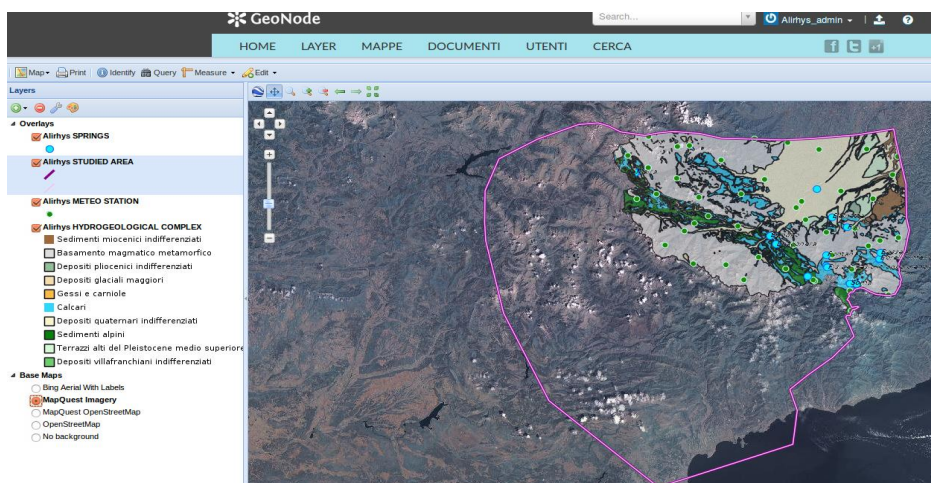 GeoNode
Search...
Alirhys_admin
HOME LAYER MAPPE DOCUMENTI UTENTI CERCA
Map Print Identify Query Measure Edit
Layers
Overlays
Alirhys SPRINGS
Alirhys STUDIED AREA
Alirhys METEO STATION
Alirhys HYDROGEOLOGICAL COMPLEX
Sedimenti miocenici indifferenziati
Basamento magmatico metamorfico
Depositi pliocenici indifferenziati
Depositi glaciali maggiori
Gessi e carniole
Calcari
Depositi quaternari indifferenziati
Sedimenti alpini
Terrazzi alti del Pleistocene medio superiore
Depositi villafranchiani indifferenziati
Base Maps
Bing Aerial With Labels
MapQuest Imagery
MapQuest OpenStreetMap
OpenStreetMap
No background